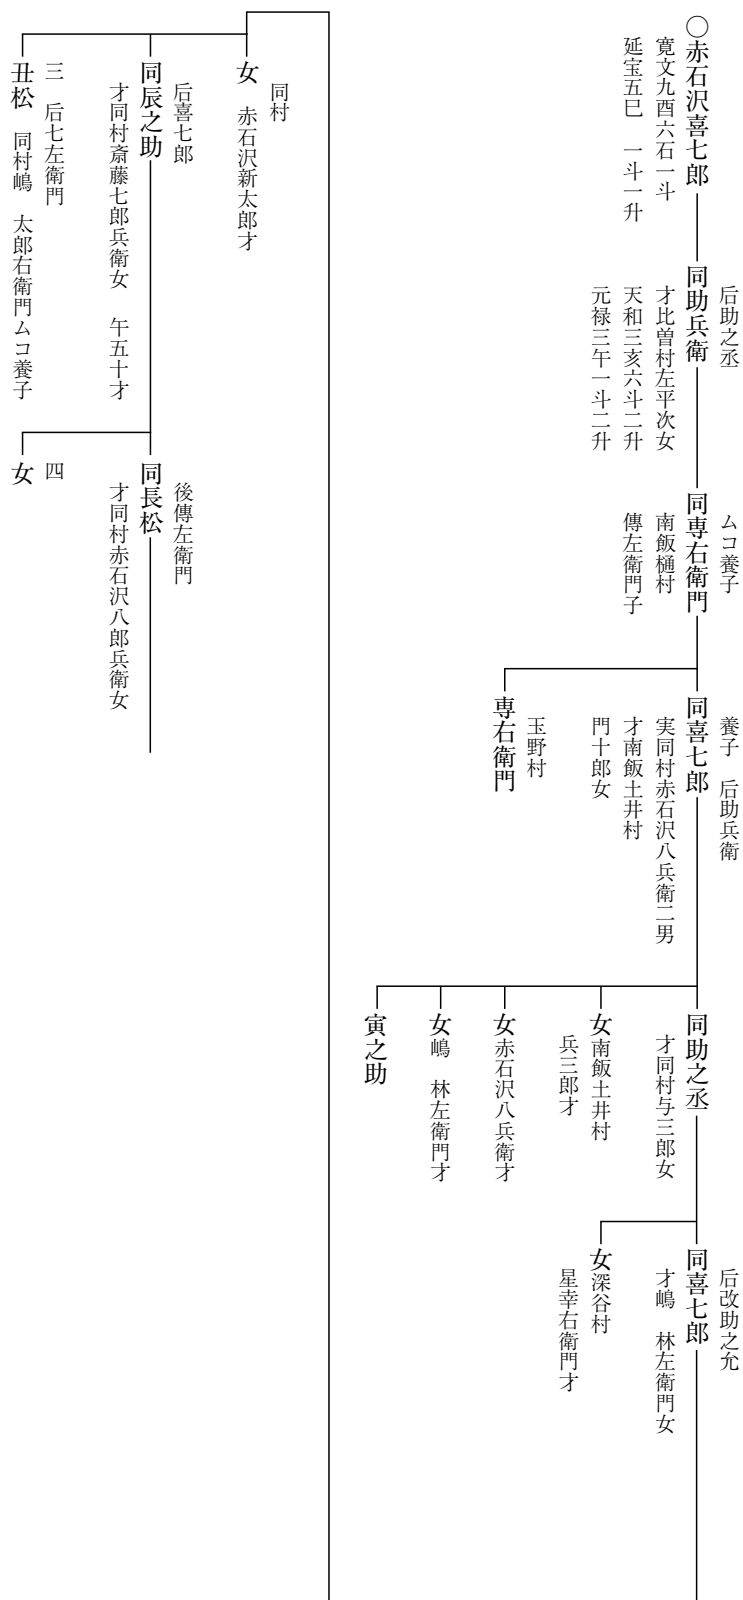 ○赤石沢喜七郎
寛文九酉六石一斗
延宝五巳　一斗一升
后助之丞
同助兵衛
才比曽村左平次女
天和三亥六斗二升
元禄三午一斗二升
ムコ養子
同専右衛門
南飯樋村
傳左衛門子
養子　后助兵衛
同喜七郎
実同村赤石沢八兵衛二男
才南飯土井村
門十郎女
玉野村
専右衛門
同助之丞
才同村与三郎女
女南飯土井村
兵三郎才
女赤石沢八兵衛才
女嶋　林左衛門才
寅之助
后改助之允
同喜七郎
才嶋　林左衛門女
女深谷村
星幸右衛門才
同村
女　赤石沢新太郎才
后喜七郎
同辰之助
才同村斎藤七郎兵衛女　午五十才
三　后七左衛門
丑松　同村嶋　太郎右衛門ムコ養子
後傳左衛門
同長松
才同村赤石沢八郎兵衛女
四
女